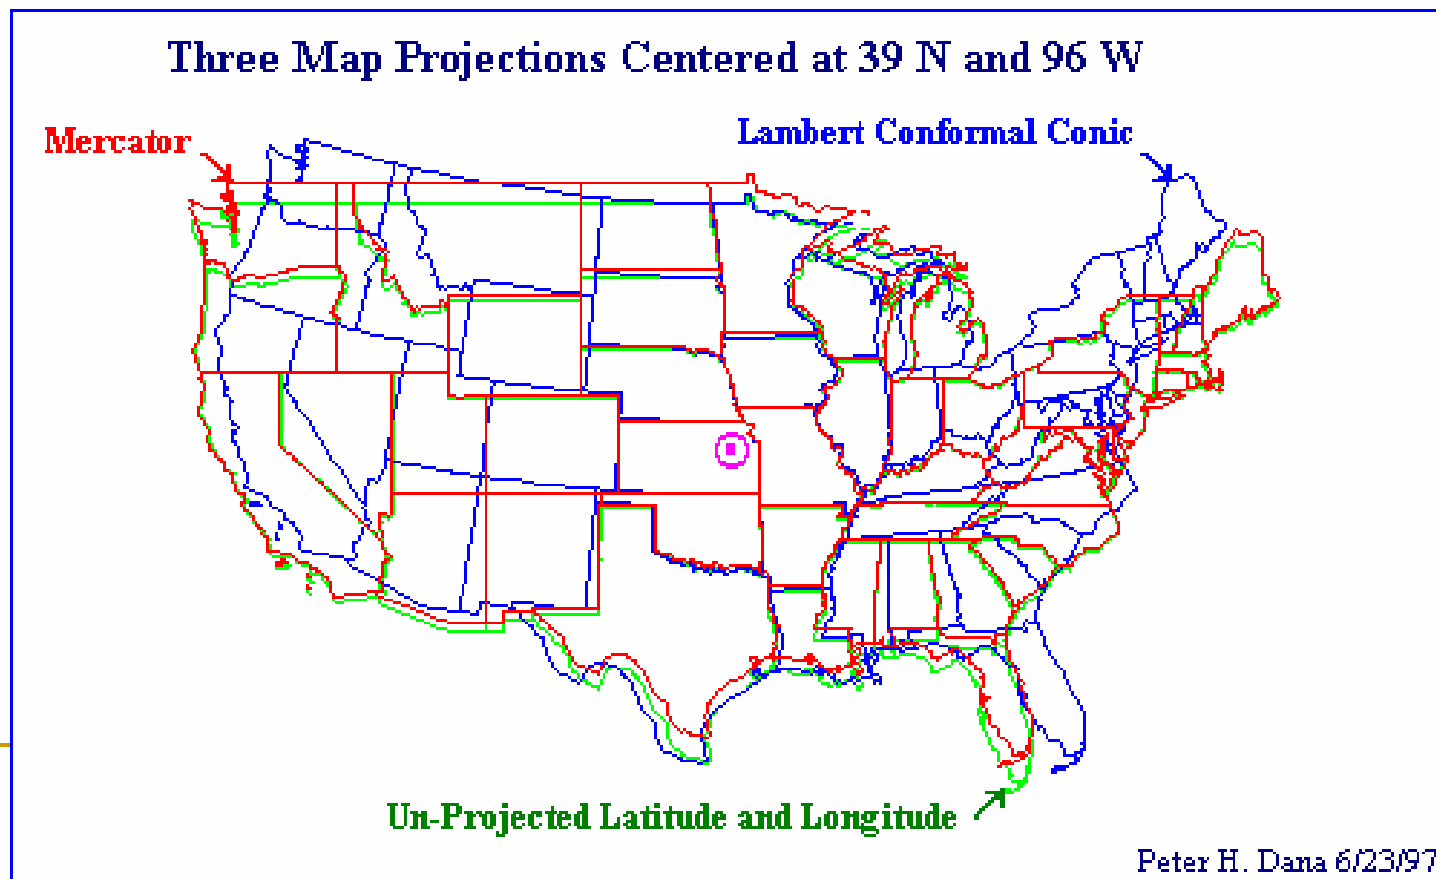 Three Map Projections Centered at 39 N and 96 W
Mercator
Lambert Conformal Conic
Un-Projected Latitude and Longitude
Peter H. Dana 6/23/97